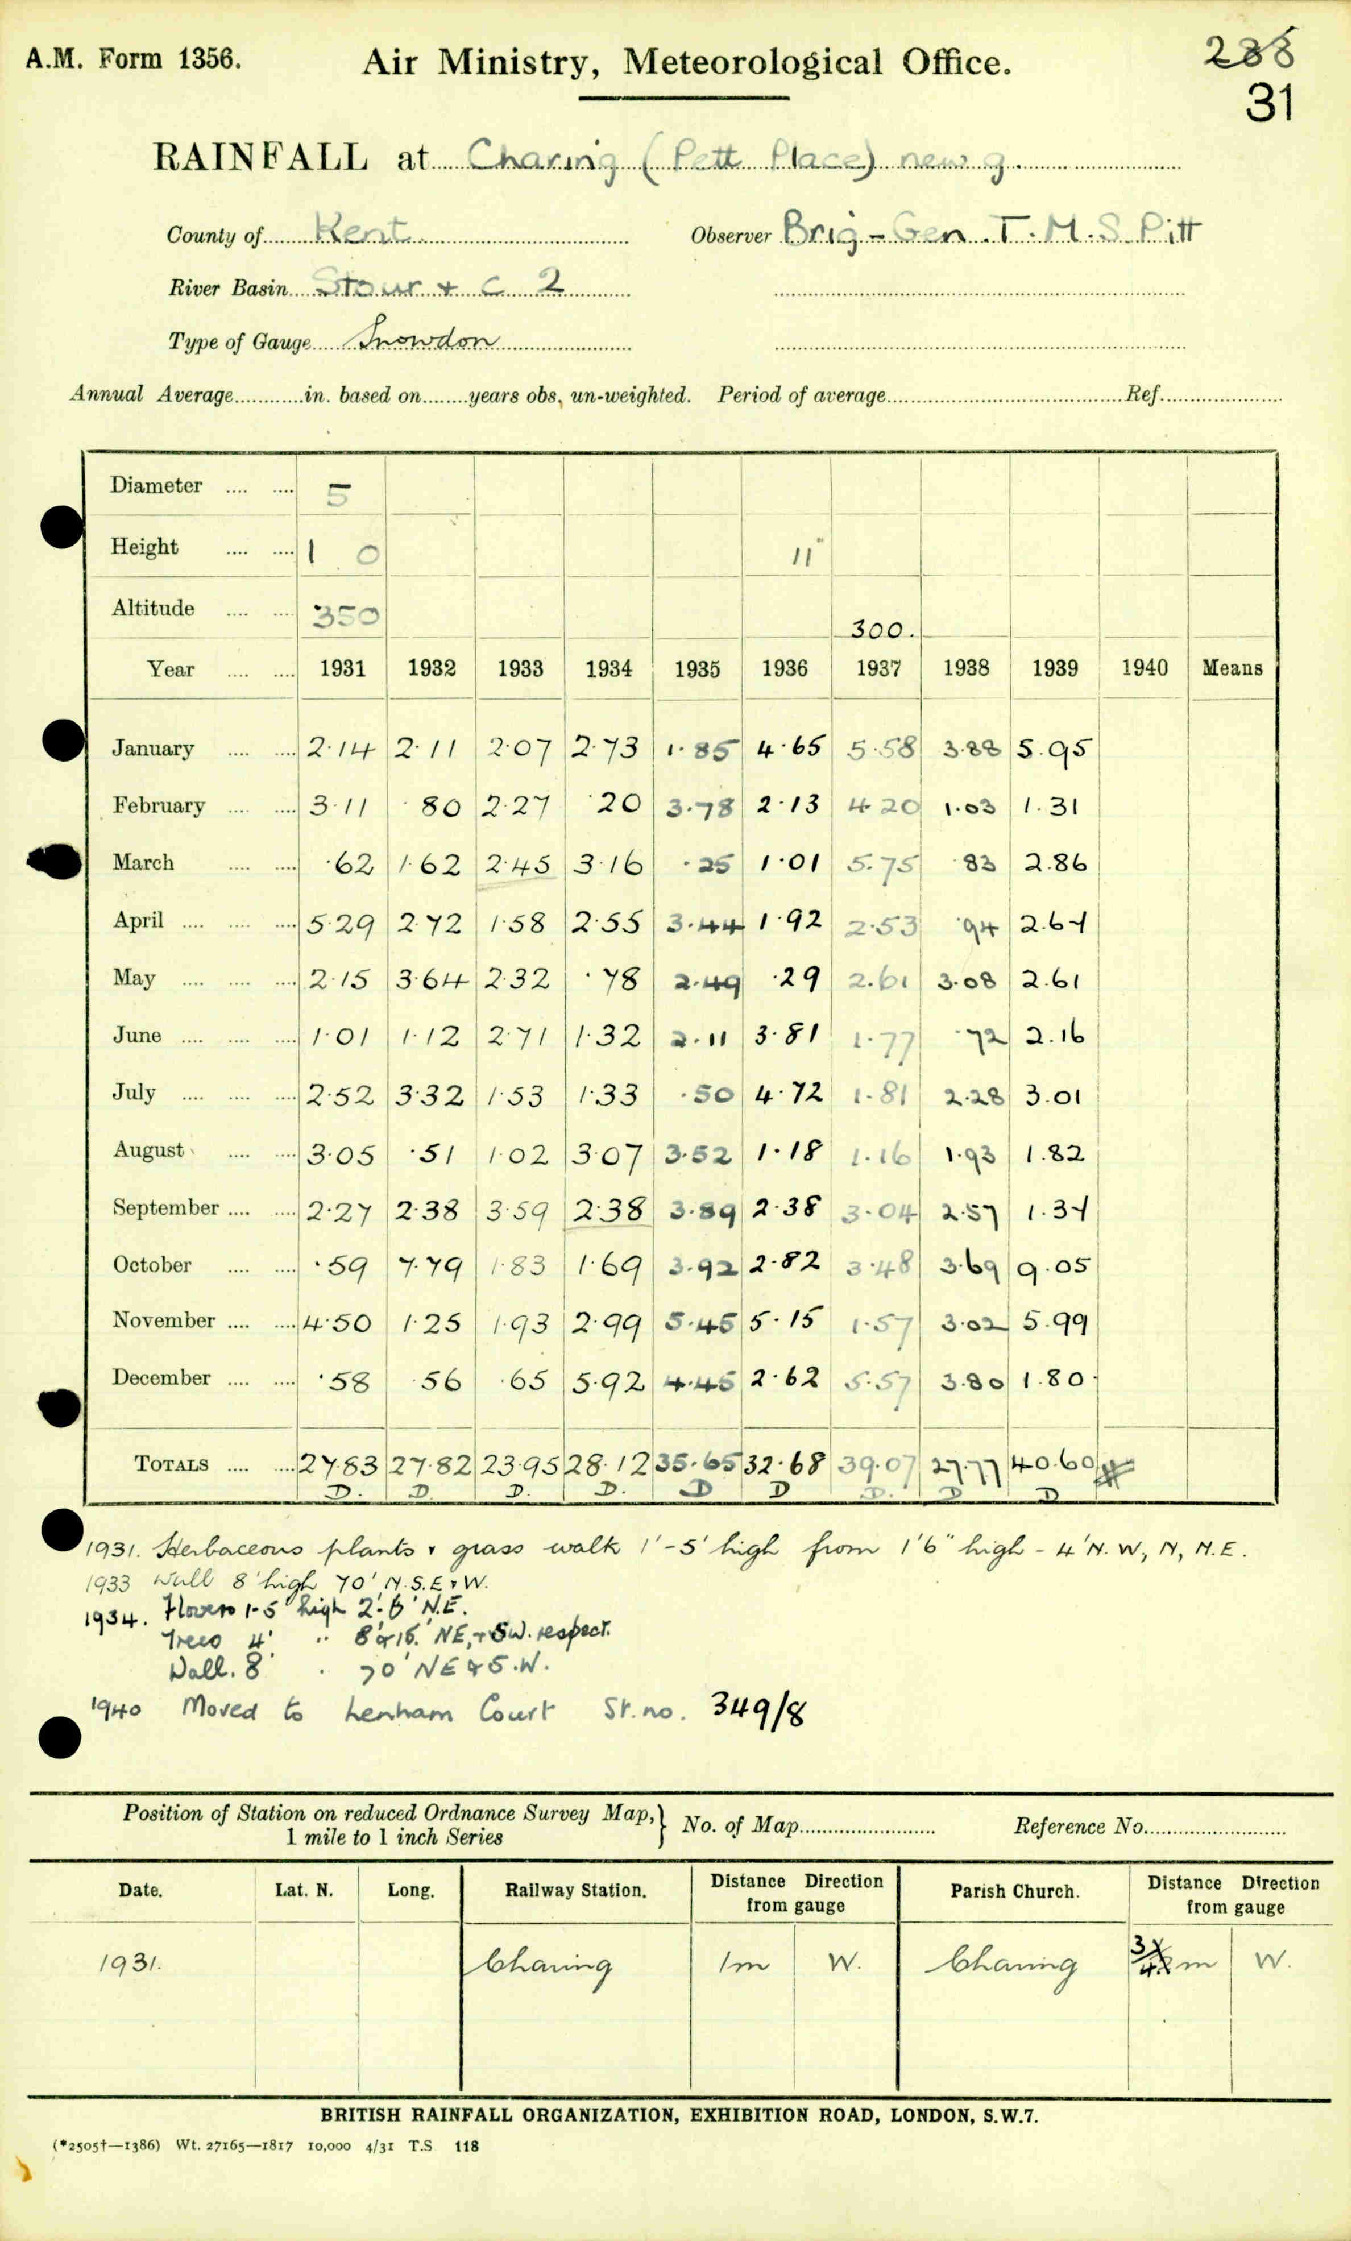 A.M. Form 1356.
Air Ministry, Meteorological Office.
288
31
RAINFALL at Charing (Pett Place) new g.
County of Kent
Observer Brig-Gen. T.M.S. Pitt
River Basin Stour + C 2
Type of Gauge Snowdon
Annual Average............in. based on........years obs, un-weighted. Period of average..........Ref..........
Diameter .... .... 5
Height .... .... 1 0 11"
Altitude .... .... 350 300.
Year .... .... 1931 1932 1933 1934 1935 1936 1937 1938 1939 1940 Means
January .... .... 2.14 2.11 2.07 2.73 1.85 4.65 5.58 3.88 5.95
February .... .... 3.11 .80 2.27 .20 3.78 2.13 4.20 1.03 1.31
March .... .... .62 1.62 2.45 3.16 .25 1.01 5.75 .83 2.86
April .... .... .... 5.29 2.72 1.58 2.55 3.44 1.92 2.53 .94 2.64
May .... .... .... 2.15 3.64 2.32 .78 2.49 .29 2.61 3.08 2.61
June .... .... .... 1.01 1.12 2.71 1.32 2.11 3.81 1.77 .72 2.16
July .... .... .... 2.52 3.32 1.53 1.33 .50 4.72 1.81 2.28 3.01
August .... .... 3.05 .51 1.02 3.07 3.52 1.18 1.16 1.93 1.82
September .... .... 2.27 2.38 3.59 2.38 3.89 2.38 3.04 2.57 1.34
October .... .... .59 7.79 1.83 1.69 3.92 2.82 3.48 3.69 9.05
November .... .... 4.50 1.25 1.93 2.99 5.45 5.15 1.57 3.02 5.99
December .... .... .58 .56 .65 5.92 4.45 2.62 5.57 3.80 1.80
TOTALS .... .... 27.83 27.82 23.95 28.12 35.65 32.68 39.07 27.77 40.60
D. D. D. D. D D D. D D
1931. Herbaceous plants & grass walk 1'-5' high from 1'6" high - 4' N.W, N, N.E.
1933 Wall 8' high 70' N.S.E & W.
1934. Flowers 1-5' high 2'-6' N.E.
Trees 4' " 8' & 15' NE, & SW. respect.
Wall. 8' . 70' NE & S.W.
1940 Moved to Lenham Court St. no. 349/8
Position of Station on reduced Ordnance Survey Map,} No. of Map.......... Reference No..........
1 mile to 1 inch Series
Date. Lat. N. Long. Railway Station. Distance Direction from gauge Parish Church. Distance Direction from gauge
1931. Charing 1m W. Charing 3/4 m W.
BRITISH RAINFALL ORGANIZATION, EXHIBITION ROAD, LONDON, S.W.7.
(*2505†—1386) Wt. 27165—1817 10,000 4/31 T.S. 118